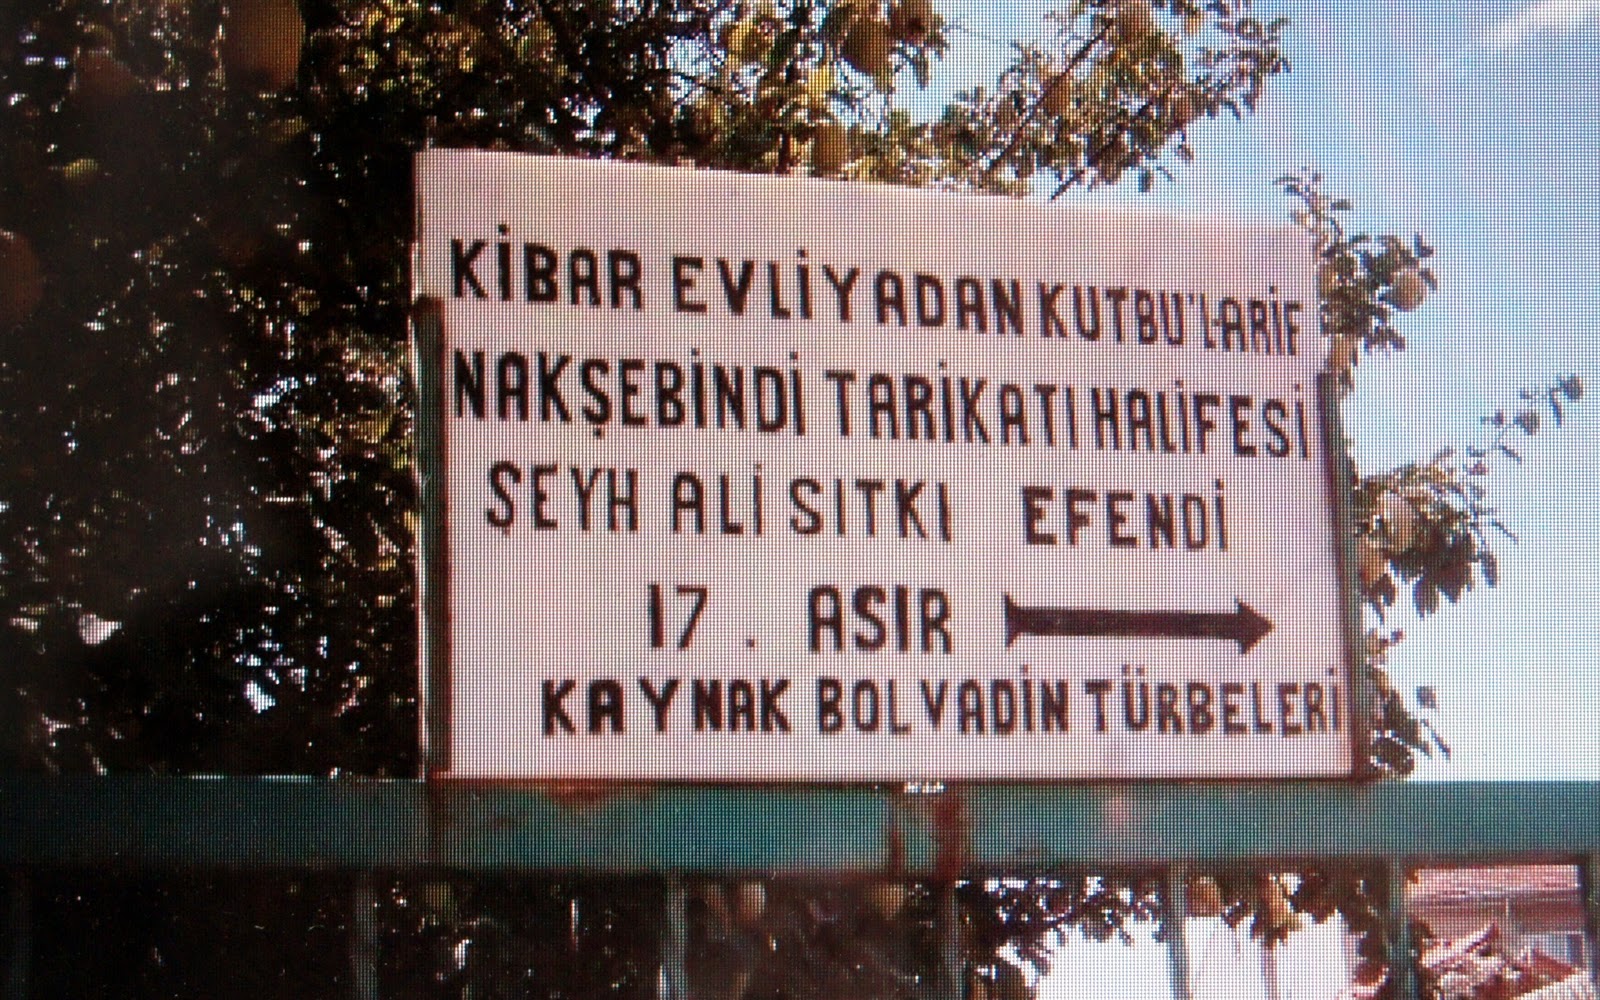 KİBAR EVLİYADAN KUTBU'L-ARİF
NAKŞEBİNDİ TARİKATI HALİFESİ
ŞEYH ALİ SITKI EFENDİ
17. ASIR
KAYNAK BOLVADİN TÜRBELERİ